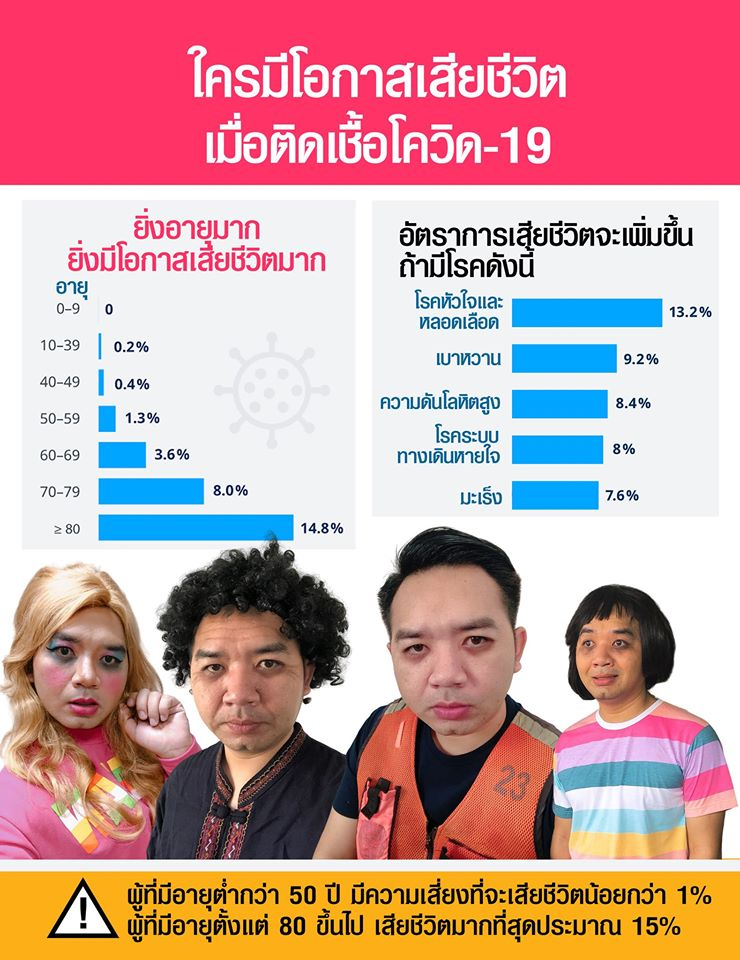 ใครมีโอกาสเสียชีวิต
เมื่อติดเชื้อโควิด-19
ยิ่งอายุมาก
ยิ่งมีโอกาสเสียชีวิตมาก
อายุ
0–9 0
10–39 0.2%
40–49 0.4%
50–59 1.3%
60–69 3.6%
70–79 8.0%
≥ 80 14.8%
อัตราการเสียชีวิตจะเพิ่มขึ้น
ถ้ามีโรคดังนี้
โรคหัวใจและ
หลอดเลือด 13.2%
เบาหวาน 9.2%
ความดันโลหิตสูง 8.4%
โรคระบบ
ทางเดินหายใจ 8%
มะเร็ง 7.6%
23
ผู้ที่มีอายุต่ำกว่า 50 ปี มีความเสี่ยงที่จะเสียชีวิตน้อยกว่า 1%
ผู้ที่มีอายุตั้งแต่ 80 ขึ้นไป เสียชีวิตมากที่สุดประมาณ 15%